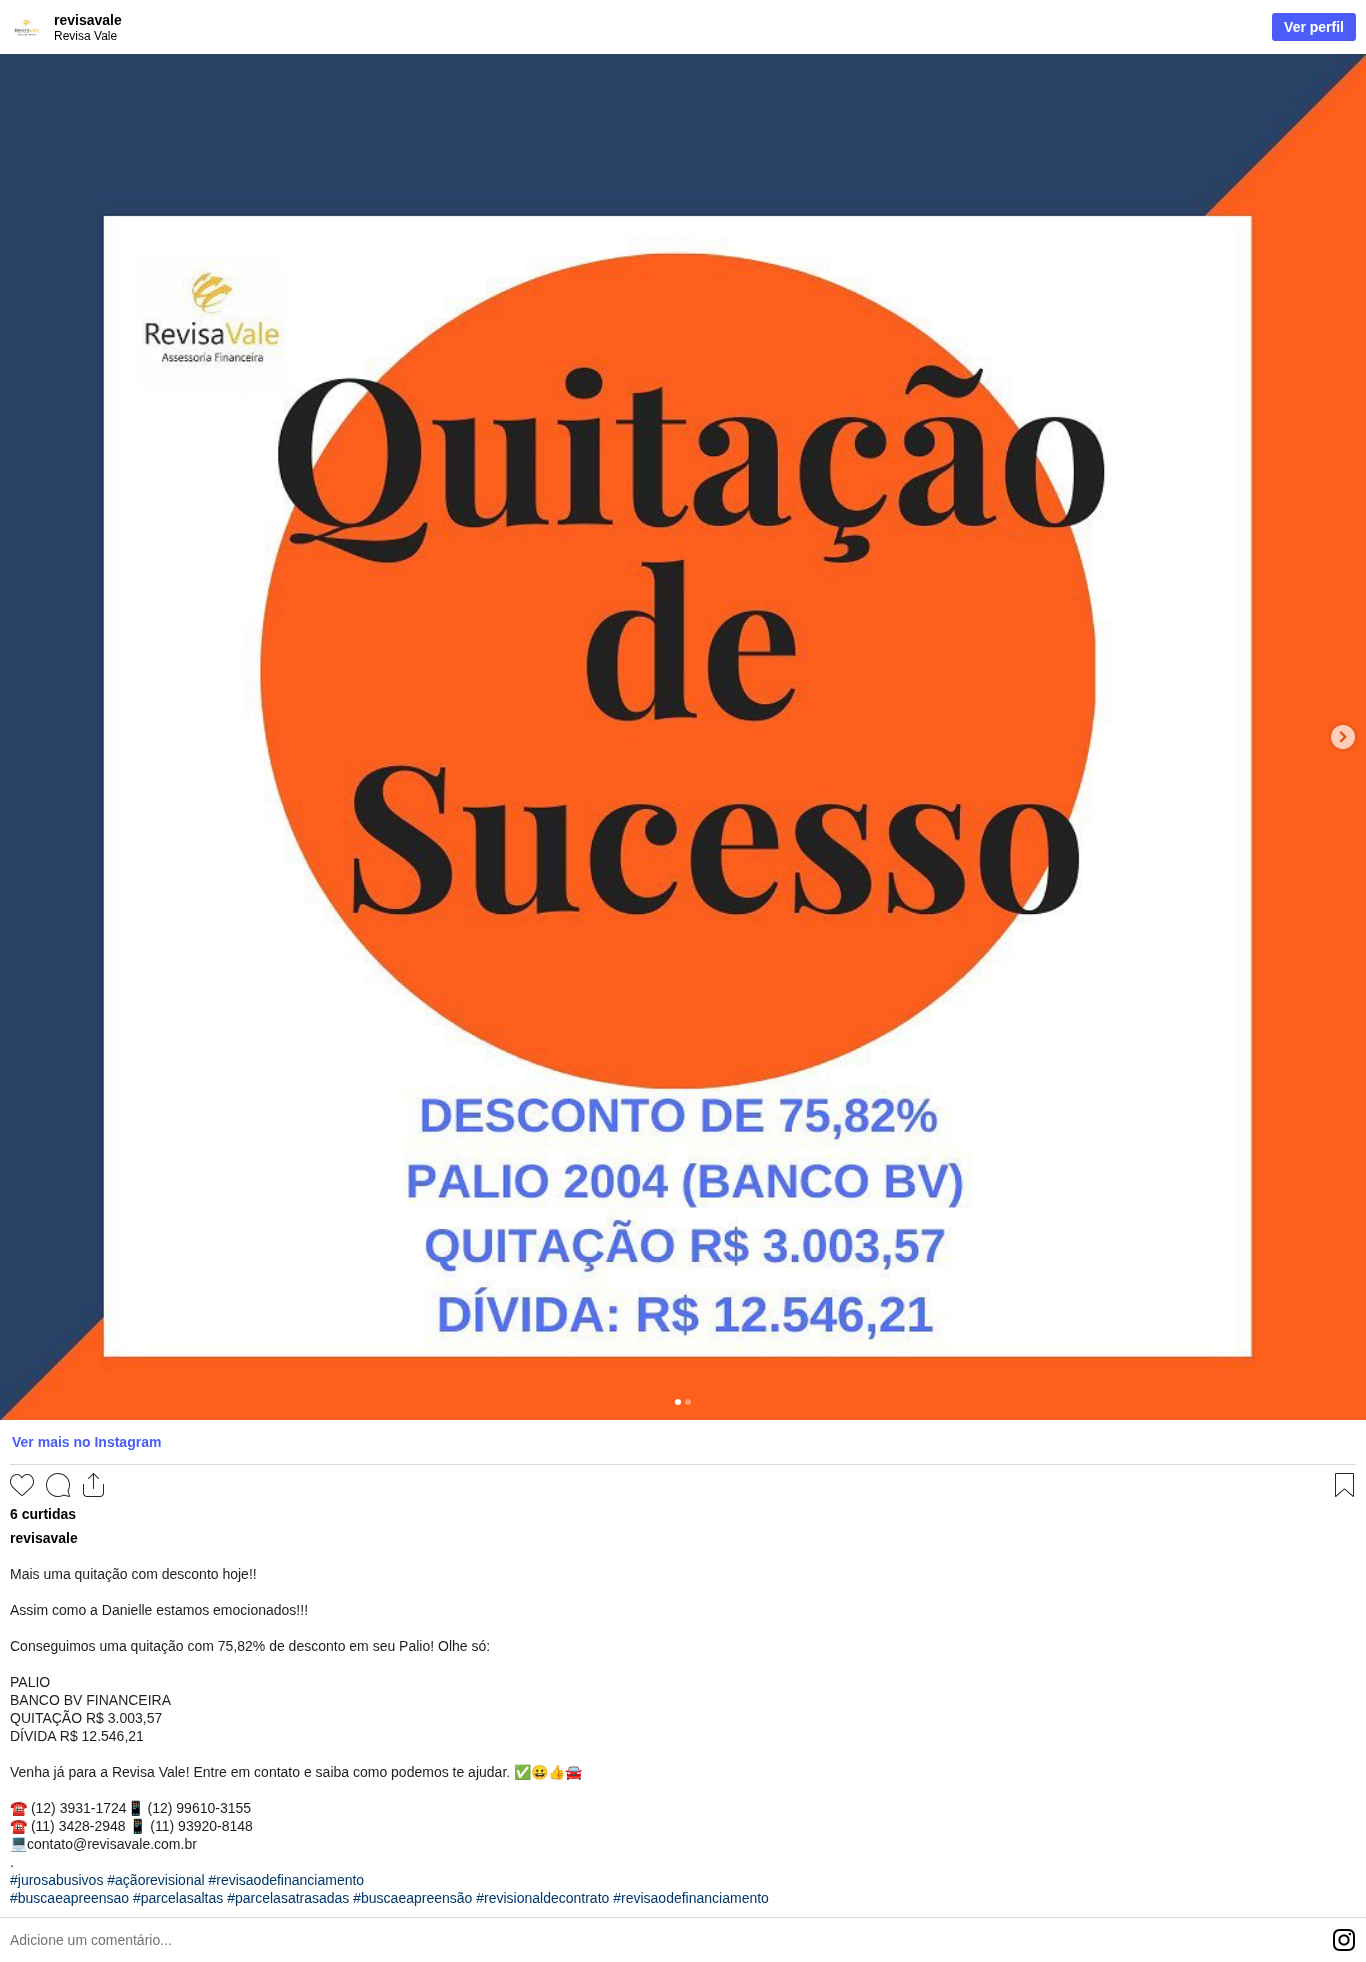 revisavale
Revisa Vale
Ver perfil
RevisaVale
Assessoria Financeira
Quitação
de
Sucesso
DESCONTO DE 75,82%
PALIO 2004 (BANCO BV)
QUITAÇÃO R$ 3.003,57
DÍVIDA: R$ 12.546,21
Ver mais no Instagram
6 curtidas
revisavale
Mais uma quitação com desconto hoje!!
Assim como a Danielle estamos emocionados!!!
Conseguimos uma quitação com 75,82% de desconto em seu Palio! Olhe só:
PALIO
BANCO BV FINANCEIRA
QUITAÇÃO R$ 3.003,57
DÍVIDA R$ 12.546,21
Venha já para a Revisa Vale! Entre em contato e saiba como podemos te ajudar. ✅😀👍🚘
☎️ (12) 3931-1724📱 (12) 99610-3155
☎️ (11) 3428-2948 📱 (11) 93920-8148
💻contato@revisavale.com.br
.
#jurosabusivos #açãorevisional #revisaodefinanciamento
#buscaeapreensao #parcelasaltas #parcelasatrasadas #buscaeapreensão #revisionaldecontrato #revisaodefinanciamento
Adicione um comentário...